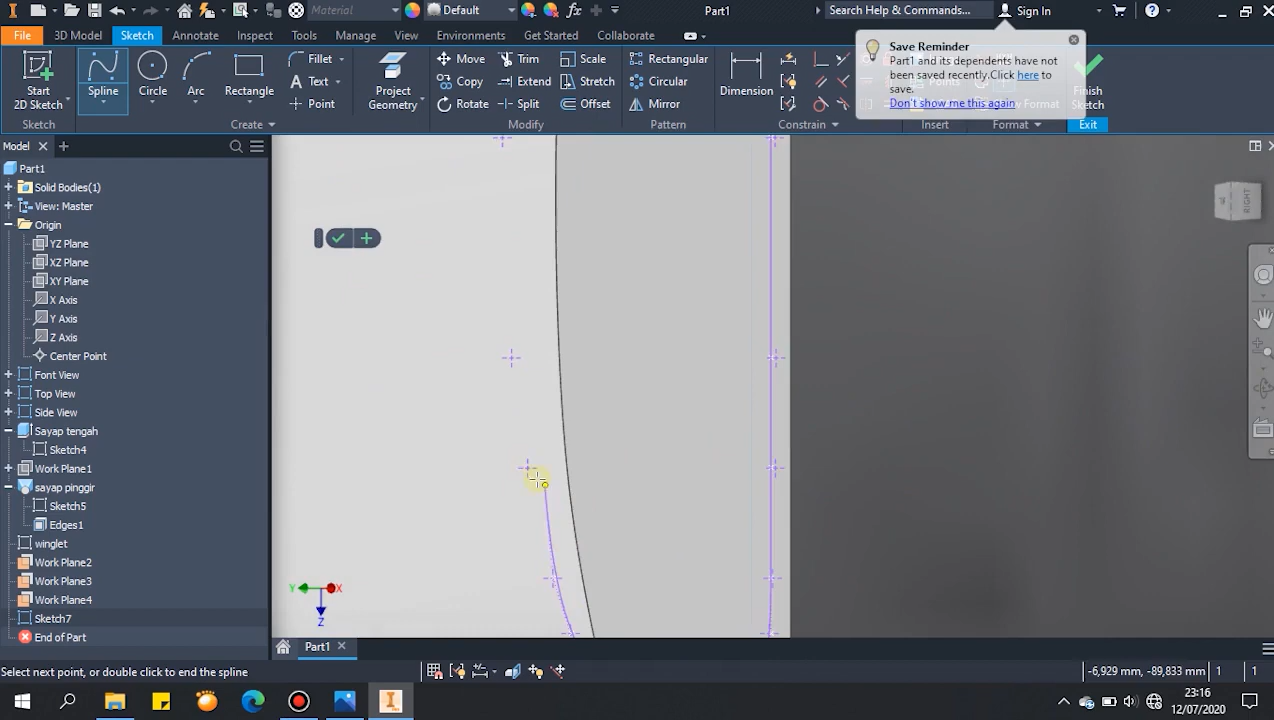 Material
Default
Part1
Search Help & Commands...
Sign In
File
3D Model
Sketch
Annotate
Inspect
Tools
Manage
View
Environments
Get Started
Collaborate
Save Reminder
Part1 and its dependents have not
been saved recently.Click here to
save.
Don't show me this again
Start
2D Sketch
Spline
Circle
Arc
Rectangle
Fillet
Text
Point
Project
Geometry
Move
Copy
Rotate
Trim
Extend
Split
Scale
Stretch
Offset
Rectangular
Circular
Mirror
Dimension
Finish
Sketch
Sketch
Create
Modify
Pattern
Constrain
Insert
Format
Exit
Model
Part1
Solid Bodies(1)
View: Master
Origin
YZ Plane
XZ Plane
XY Plane
X Axis
Y Axis
Z Axis
Center Point
Font View
Top View
Side View
Sayap tengah
Sketch4
Work Plane1
sayap pinggir
Sketch5
Edges1
winglet
Work Plane2
Work Plane3
Work Plane4
Sketch7
End of Part
RIGHT
Y
X
Z
Part1
Select next point, or double click to end the spline
-6,929 mm, -89,833 mm
1
1
23:16
12/07/2020